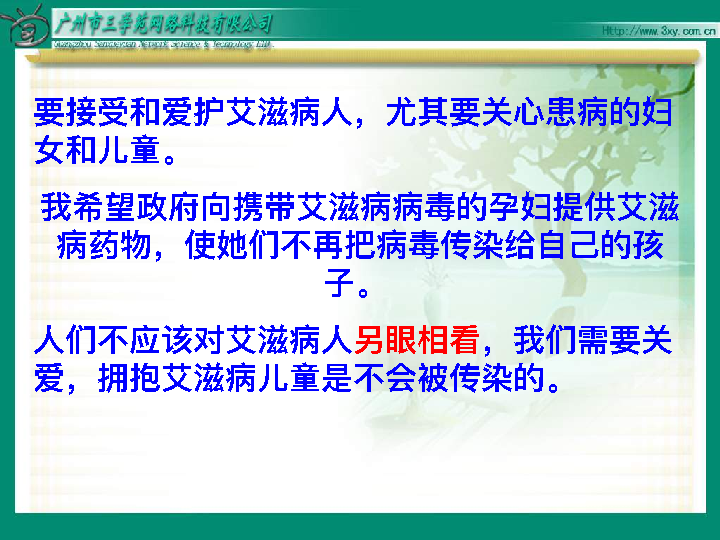 广州市三学苑网络科技有限公司
Http://www.3xy.com.cn
要接受和爱护艾滋病人，尤其要关心患病的妇
女和儿童。
我希望政府向携带艾滋病病毒的孕妇提供艾滋
病药物，使她们不再把病毒传染给自己的孩
子。
人们不应该对艾滋病人另眼相看，我们需要关
爱，拥抱艾滋病儿童是不会被传染的。